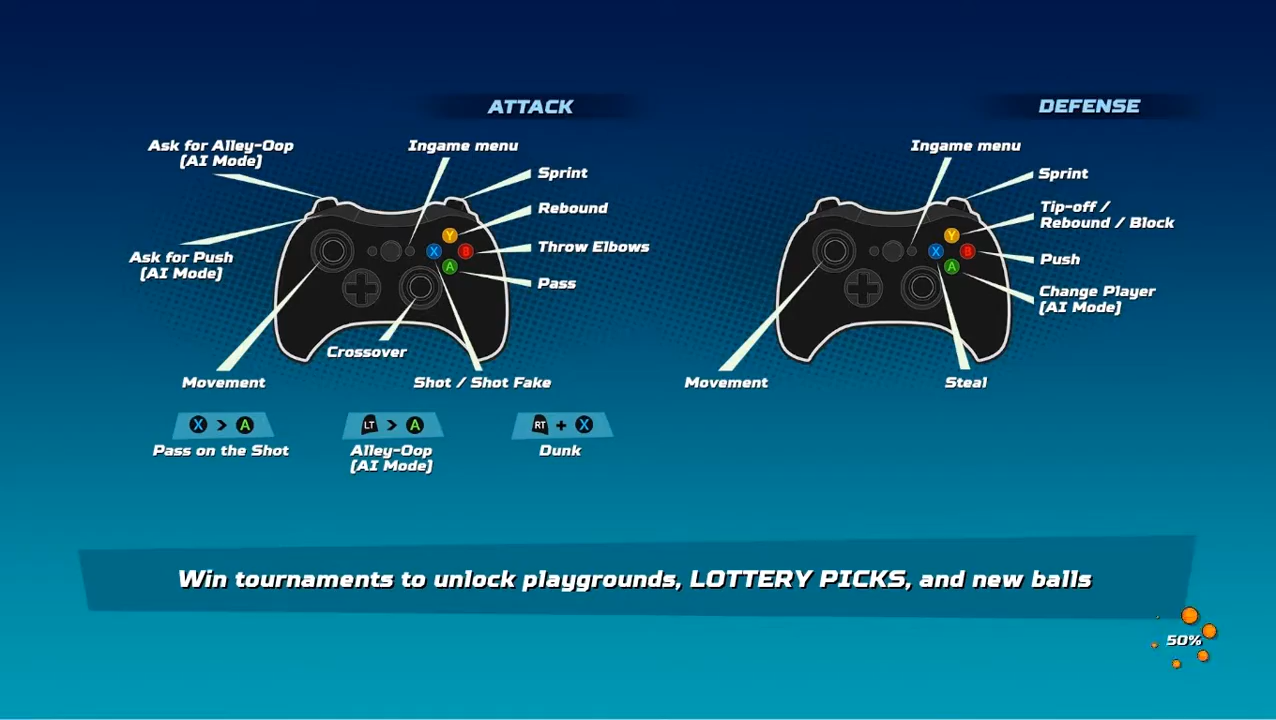 ATTACK
DEFENSE
Ask for Alley-Oop
[AI Mode]
Ingame menu
Sprint
Rebound
Throw Elbows
Pass
Ask for Push
[AI Mode]
Y
X
B
A
Crossover
Movement
Shot / Shot Fake
X > A
Pass on the Shot
LT > A
Alley-Oop
[AI Mode]
RT + X
Dunk
Ingame menu
Sprint
Tip-off /
Rebound / Block
Push
Change Player
[AI Mode]
Y
X
B
A
Movement
Steal
Win tournaments to unlock playgrounds, LOTTERY PICKS, and new balls
50%